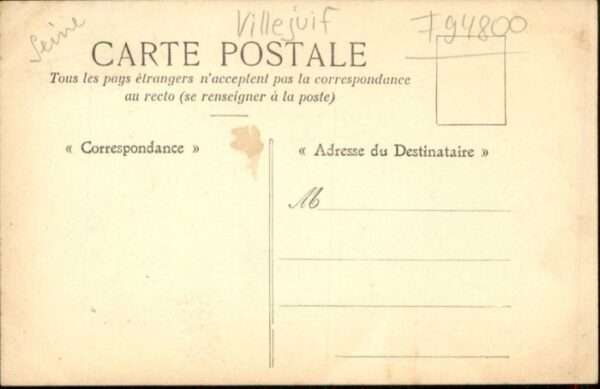 Seine
Villejuif
794800
CARTE POSTALE
Tous les pays étrangers n'acceptent pas la correspondance
au recto (se renseigner à la poste)
« Correspondance »
« Adresse du Destinataire »
M